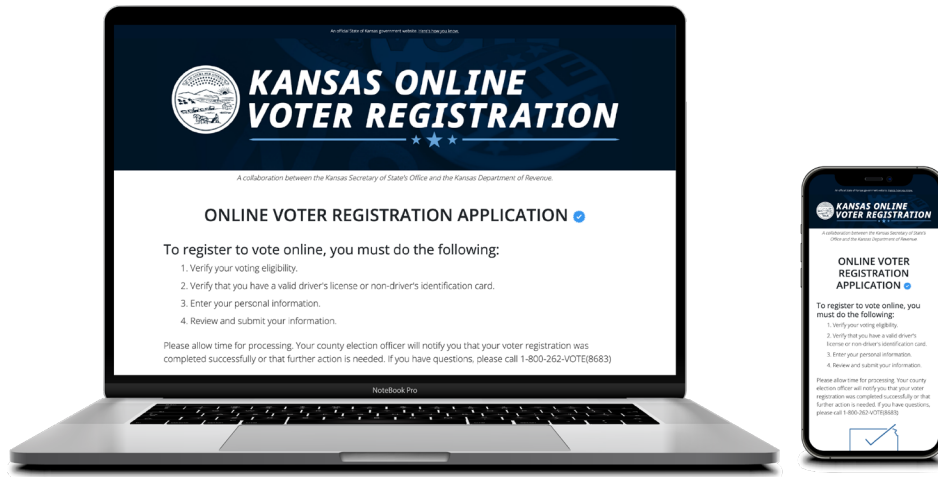 An official State of Kansas government website. Here's how you know.
KANSAS ONLINE
VOTER REGISTRATION
A collaboration between the Kansas Secretary of State's Office and the Kansas Department of Revenue.
ONLINE VOTER REGISTRATION APPLICATION
To register to vote online, you must do the following:
1. Verify your voting eligibility.
2. Verify that you have a valid driver's license or non-driver's identification card.
3. Enter your personal information.
4. Review and submit your information.
Please allow time for processing. Your county election officer will notify you that your voter registration was
completed successfully or that further action is needed. If you have questions, please call 1-800-262-VOTE(8683)
NoteBook Pro
KANSAS ONLINE
VOTER REGISTRATION
A collaboration between the Kansas Secretary of State's
Office and the Kansas Department of Revenue
ONLINE VOTER
REGISTRATION
APPLICATION
To register to vote online, you
must do the following:
1. Verify your voting eligibility.
2. Verify that you have a valid driver's
license or non-driver's identification card.
3. Enter your personal information.
4. Review and submit your information.
Please allow time for processing. Your county
election officer will notify you that your voter
registration was completed successfully or that
further action is needed. If you have questions,
please call 1-800-262-VOTE(8683)